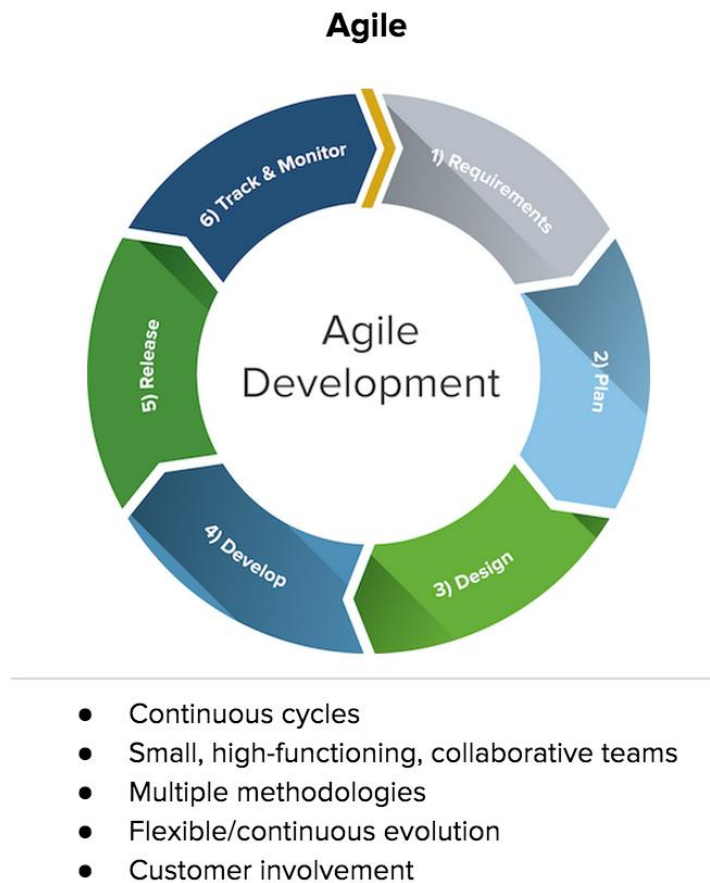 Agile
1) Requirements
2) Plan
3) Design
4) Develop
5) Release
6) Track & Monitor
Agile
Development
● Continuous cycles
● Small, high-functioning, collaborative teams
● Multiple methodologies
● Flexible/continuous evolution
● Customer involvement